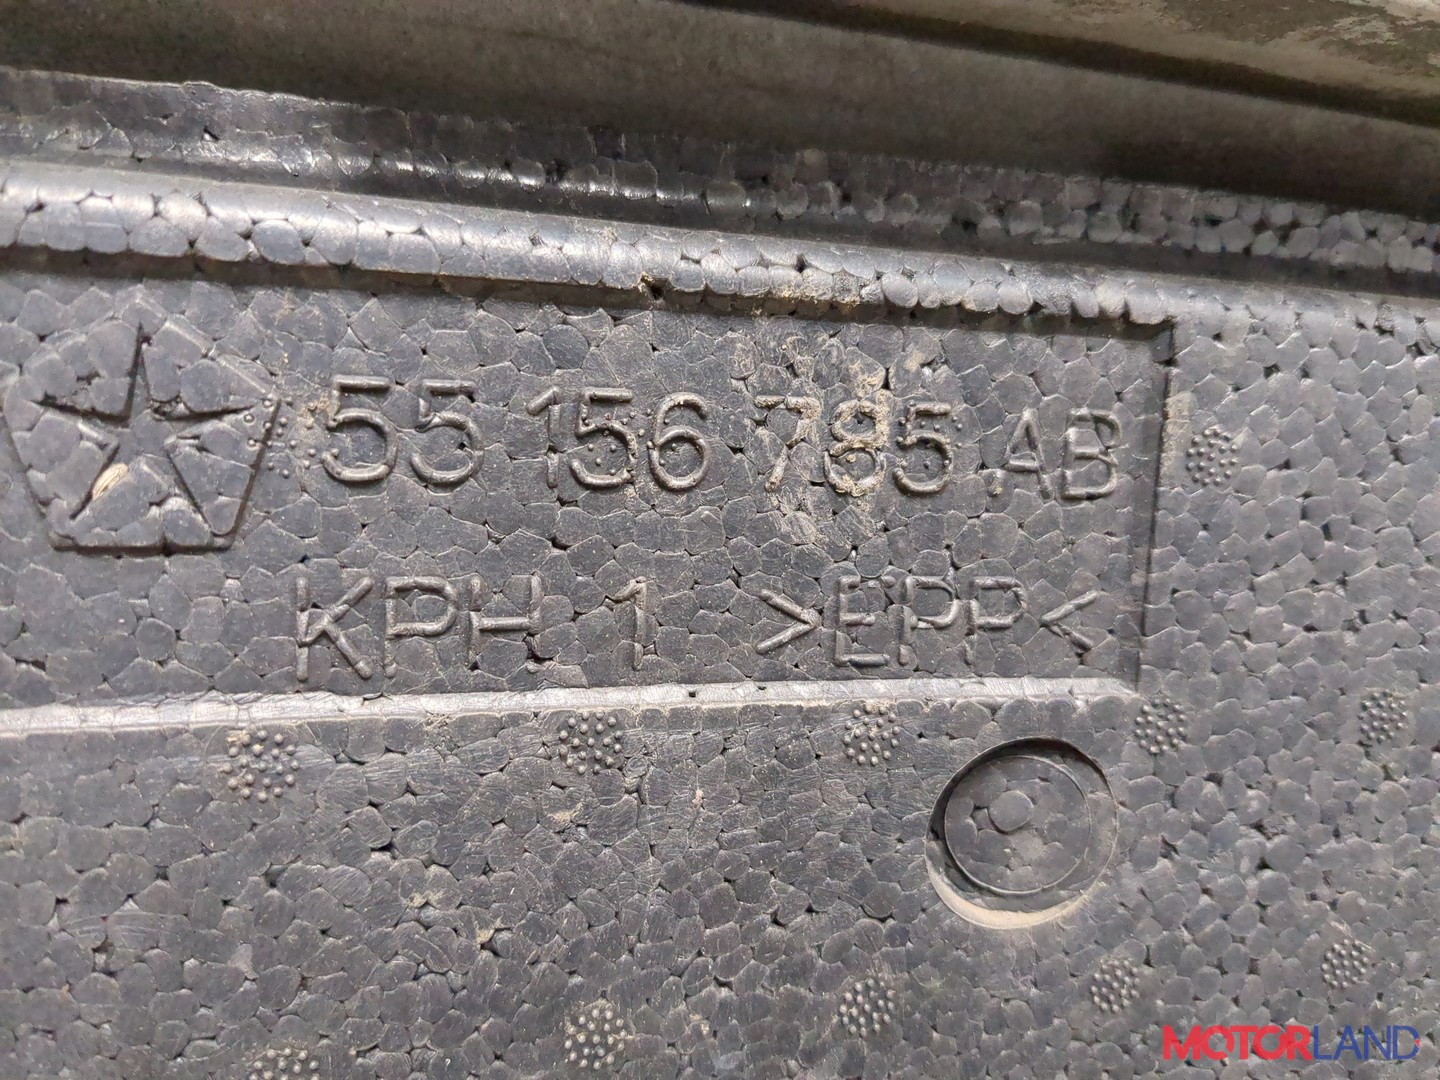 55 156 785 AB
KPH 1 >EPP<
MOTORLAND